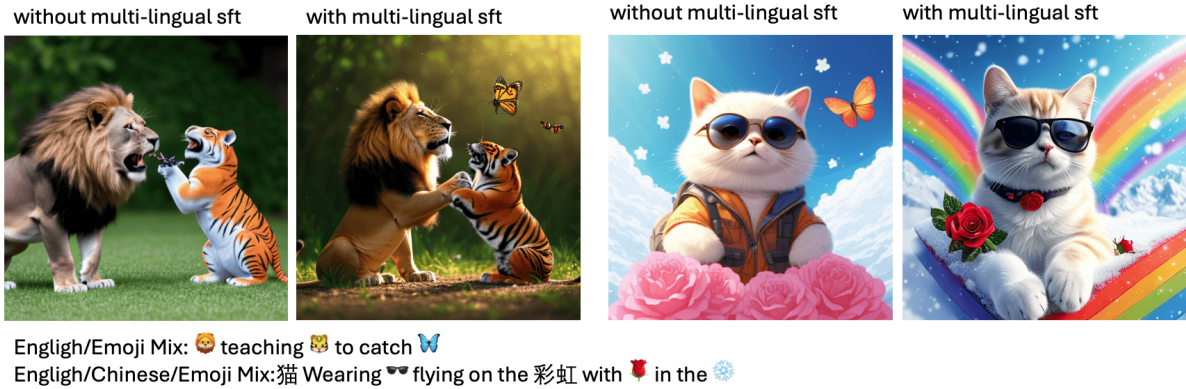 without multi-lingual sft
with multi-lingual sft
without multi-lingual sft
with multi-lingual sft
Engligh/Emoji Mix: 🦁 teaching 🐯 to catch 🦋
Engligh/Chinese/Emoji Mix:猫 Wearing 🕶️ flying on the 彩虹 with 🌹 in the ❄️